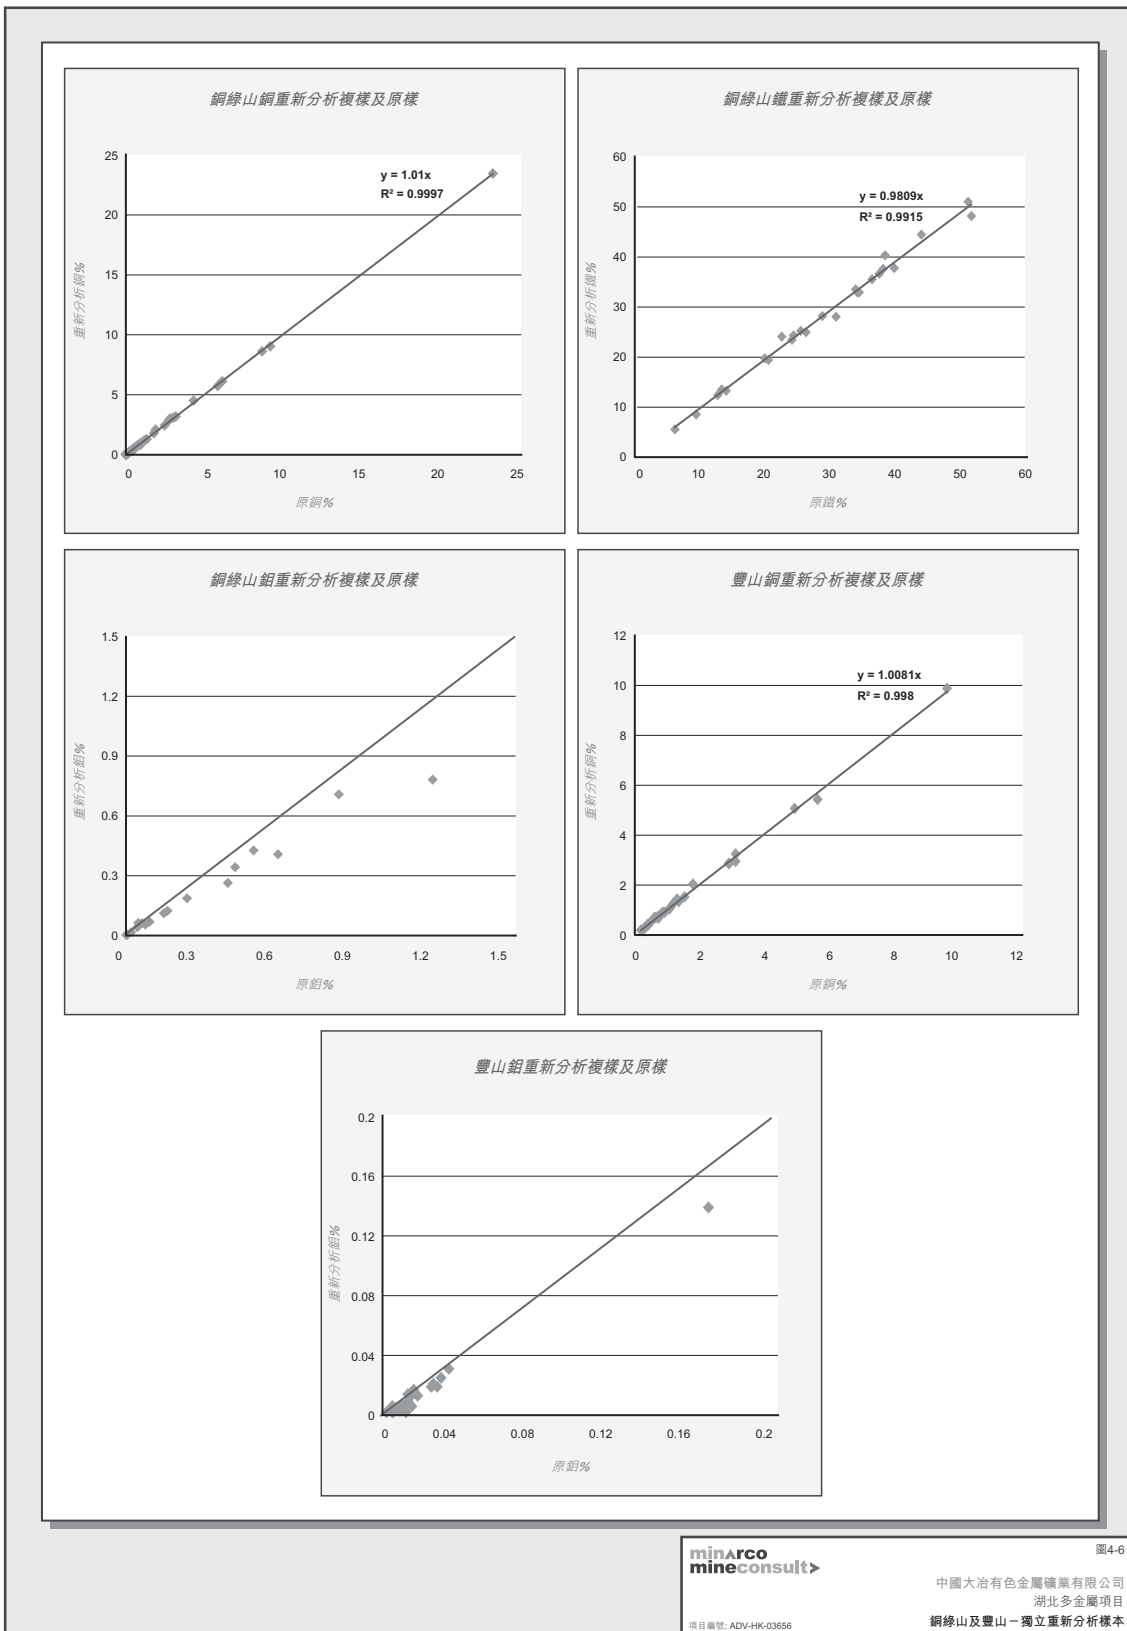 銅綠山銅重新分析複樣及原樣
y = 1.01x
R² = 0.9997
25
20
15
10
5
0
0 5 10 15 20 25
重新分析銅%
原銅%
銅綠山鐵重新分析複樣及原樣
y = 0.9809x
R² = 0.9915
60
50
40
30
20
10
0
0 10 20 30 40 50 60
重新分析鐵%
原鐵%
銅綠山鉬重新分析複樣及原樣
1.5
1.2
0.9
0.6
0.3
0
0 0.3 0.6 0.9 1.2 1.5
重新分析鉬%
原鉬%
豐山銅重新分析複樣及原樣
y = 1.0081x
R² = 0.998
12
10
8
6
4
2
0
0 2 4 6 8 10 12
重新分析銅%
原銅%
豐山鉬重新分析複樣及原樣
0.2
0.16
0.12
0.08
0.04
0
0 0.04 0.08 0.12 0.16 0.2
重新分析鉬%
原鉬%
minarco
mineconsult
圖4-6
中國大冶有色金屬礦業有限公司
湖北多金屬項目
項目編號: ADV-HK-03656
銅綠山及豐山－獨立重新分析樣本